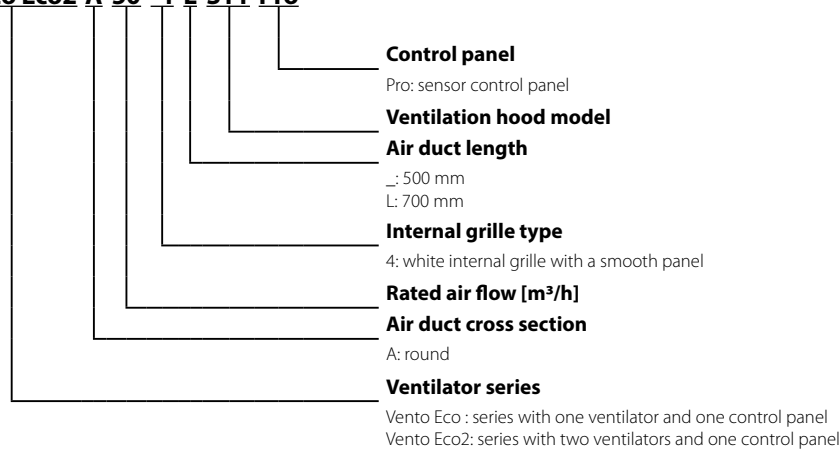 Control panel
Pro: sensor control panel
Ventilation hood model
Air duct length
_: 500 mm
L: 700 mm
Internal grille type
4: white internal grille with a smooth panel
Rated air flow [m³/h]
Air duct cross section
A: round
Ventilator series
Vento Eco : series with one ventilator and one control panel
Vento Eco2: series with two ventilators and one control panel